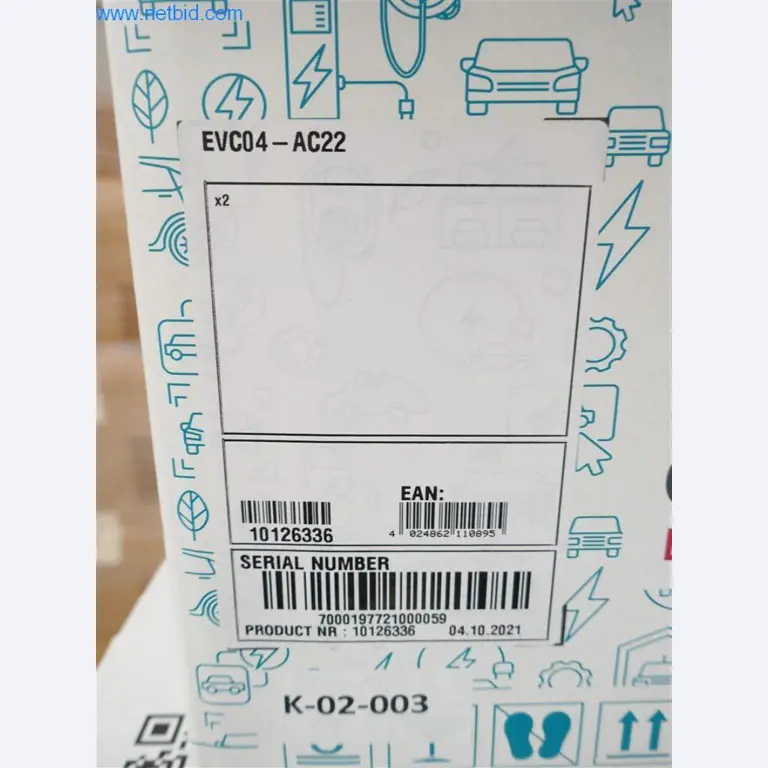 www.netbid.com
EVC04-AC22
x2
EAN:
10126336
4 024862 110895
SERIAL NUMBER
7000197721000059
PRODUCT NR : 10126336 04.10.2021
K-02-003